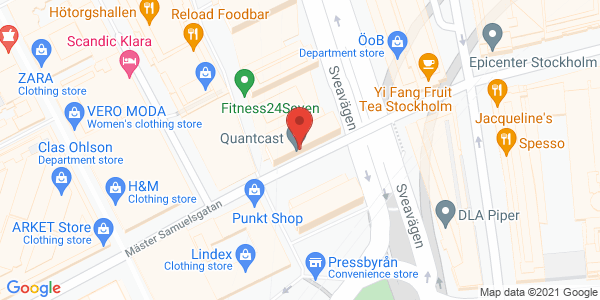 Hötorgshallen
Reload Foodbar
Scandic Klara
ÖoB
Department store
Epicenter Stockholm
ZARA
Clothing store
Fitness24Seven
Sveavägen
Yi Fang Fruit
Tea Stockholm
Jacqueline's
VERO MODA
Women's clothing store
Quantcast
Spesso
Clas Ohlson
Department store
H&M
Clothing store
Mäster Samuelsgatan
Punkt Shop
Sveavägen
DLA Piper
ARKET Store
Clothing store
Lindex
Clothing store
Pressbyrån
Convenience store
Google
Map data ©2021 Google